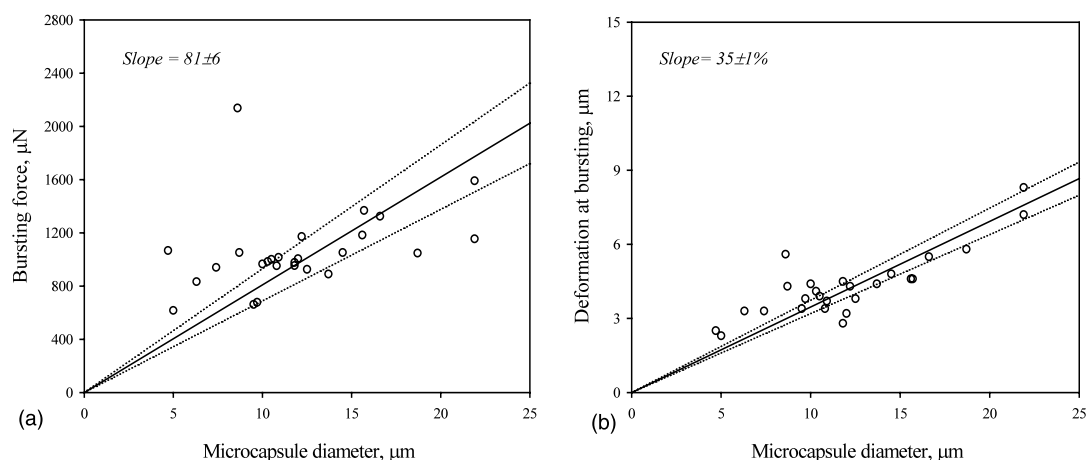 2800
2400
2000
1600
1200
800
400
0
Bursting force, μN
Slope = 81±6
0 5 10 15 20 25
Microcapsule diameter, μm
(a)
15
12
9
6
3
0
Deformation at bursting, μm
Slope= 35±1%
0 5 10 15 20 25
Microcapsule diameter, μm
(b)